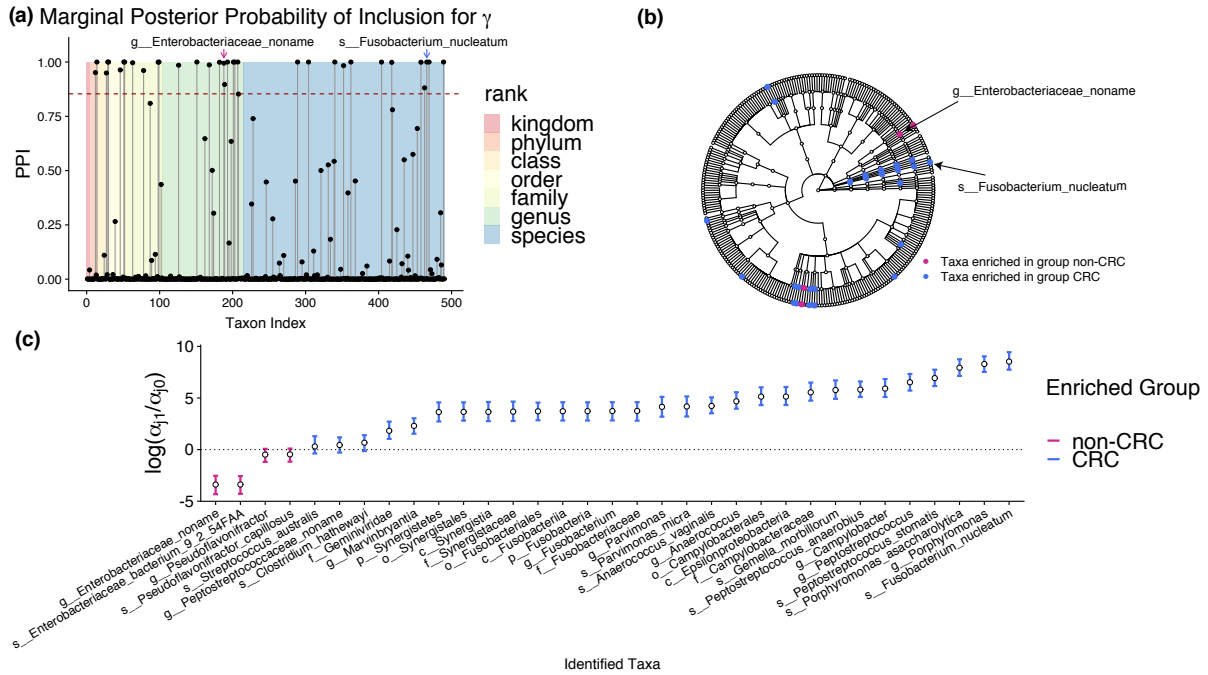 (a) Marginal Posterior Probability of Inclusion for γ
g__Enterobacteriaceae_noname
s__Fusobacterium_nucleatum
1.00
0.75
0.50
0.25
0.00
PPI
0
100
200
300
400
500
Taxon Index
rank
kingdom
phylum
class
order
family
genus
species
(b)
g__Enterobacteriaceae_noname
s__Fusobacterium_nucleatum
Taxa enriched in group non-CRC
Taxa enriched in group CRC
(c)
log(αj1/αj0)
10
5
0
-5
g__Enterobacteriaceae_noname
s__Enterobacteriaceae_bacterium_9_2_54FAA
g__Pseudoflavonifractor
s__Pseudoflavonifractor_capillosus
s__Streptococcus_australis
g__Peptostreptococcaceae_noname
s__Clostridium_hathewayi
f__Geminiviridae
g__Marvinbryantia
p__Synergistetes
o__Synergistales
c__Synergistia
f__Synergistaceae
o__Fusobacteriales
c__Fusobacteriia
p__Fusobacteria
g__Fusobacterium
f__Fusobacteriaceae
g__Parvimonas
s__Parvimonas_micra
s__Anaerococcus_vaginalis
g__Anaerococcus
o__Campylobacterales
c__Epsilonproteobacteria
f__Campylobacteraceae
s__Gemella_morbillorum
s__Peptostreptococcus_anaerobius
g__Campylobacter
g__Peptostreptococcus
s__Peptostreptococcus_stomatis
s__Porphyromonas_asaccharolytica
g__Porphyromonas
s__Fusobacterium_nucleatum
Identified Taxa
Enriched Group
non-CRC
CRC